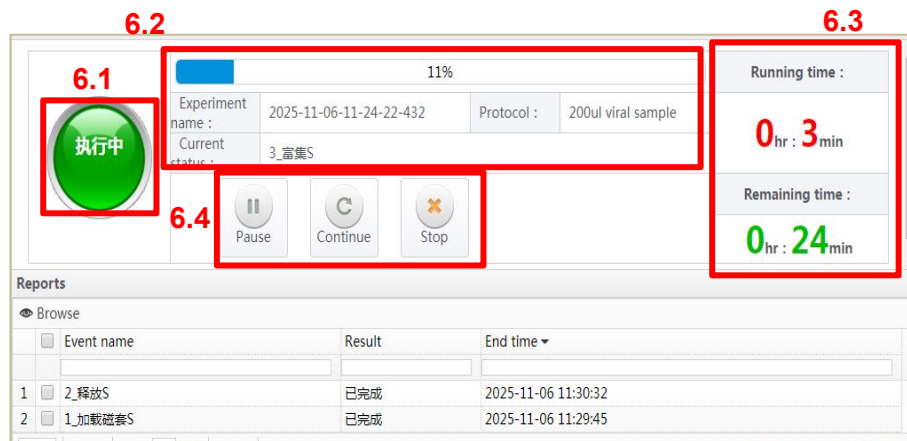 6.2
6.3
6.1
执行中
11%
Experiment name :
2025-11-06-11-24-22-432
Protocol :
200ul viral sample
Current status :
3_富集S
Running time :
0hr : 3min
Remaining time :
0hr : 24min
6.4
Pause
Continue
Stop
Reports
Browse
Event name
Result
End time
1
2_释放S
已完成
2025-11-06 11:30:32
2
1_加载磁套S
已完成
2025-11-06 11:29:45